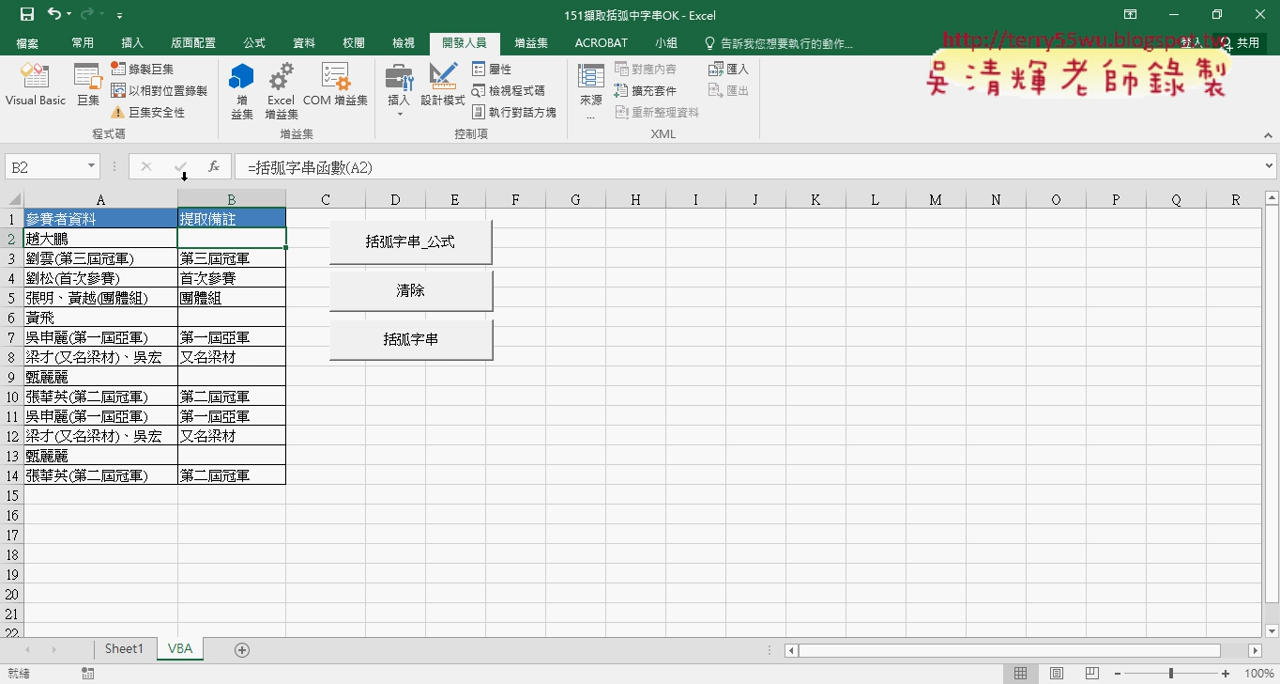 151擷取括弧中字串OK - Excel
檔案 常用 插入 版面配置 公式 資料 校閱 檢視 開發人員 增益集 ACROBAT 小組 告訴我您想要執行的動作... 登入 共用
http://terry55wu.blogspot.tw
吳清輝老師錄製
Visual Basic 巨集 錄製巨集 以相對位置錄製 巨集安全性 程式碼
增益集 Excel 增益集 COM 增益集 增益集
插入 設計模式 屬性 檢視程式碼 執行對話方塊 控制項
來源... 對應內容 擴充套件 重新整理資料 匯入 匯出 XML
B2 fx =括弧字串函數(A2)
A B C D E F G H I J K L M N O P Q R
1 參賽者資料 提取備註
2 趙大鵬
3 劉雲(第三屆冠軍) 第三屆冠軍
4 劉松(首次參賽) 首次參賽
5 張明、黃越(團體組) 團體組
6 黃飛
7 吳申麗(第一屆亞軍) 第一屆亞軍
8 梁才(又名梁材)、吳宏 又名梁材
9 甄麗麗
10 張華英(第二屆冠軍) 第二屆冠軍
11 吳申麗(第一屆亞軍) 第一屆亞軍
12 梁才(又名梁材)、吳宏 又名梁材
13 甄麗麗
14 張華英(第二屆冠軍) 第二屆冠軍
15
16
17
18
19
20
21
22
括弧字串_公式
清除
括弧字串
Sheet1 VBA
就緒 100%